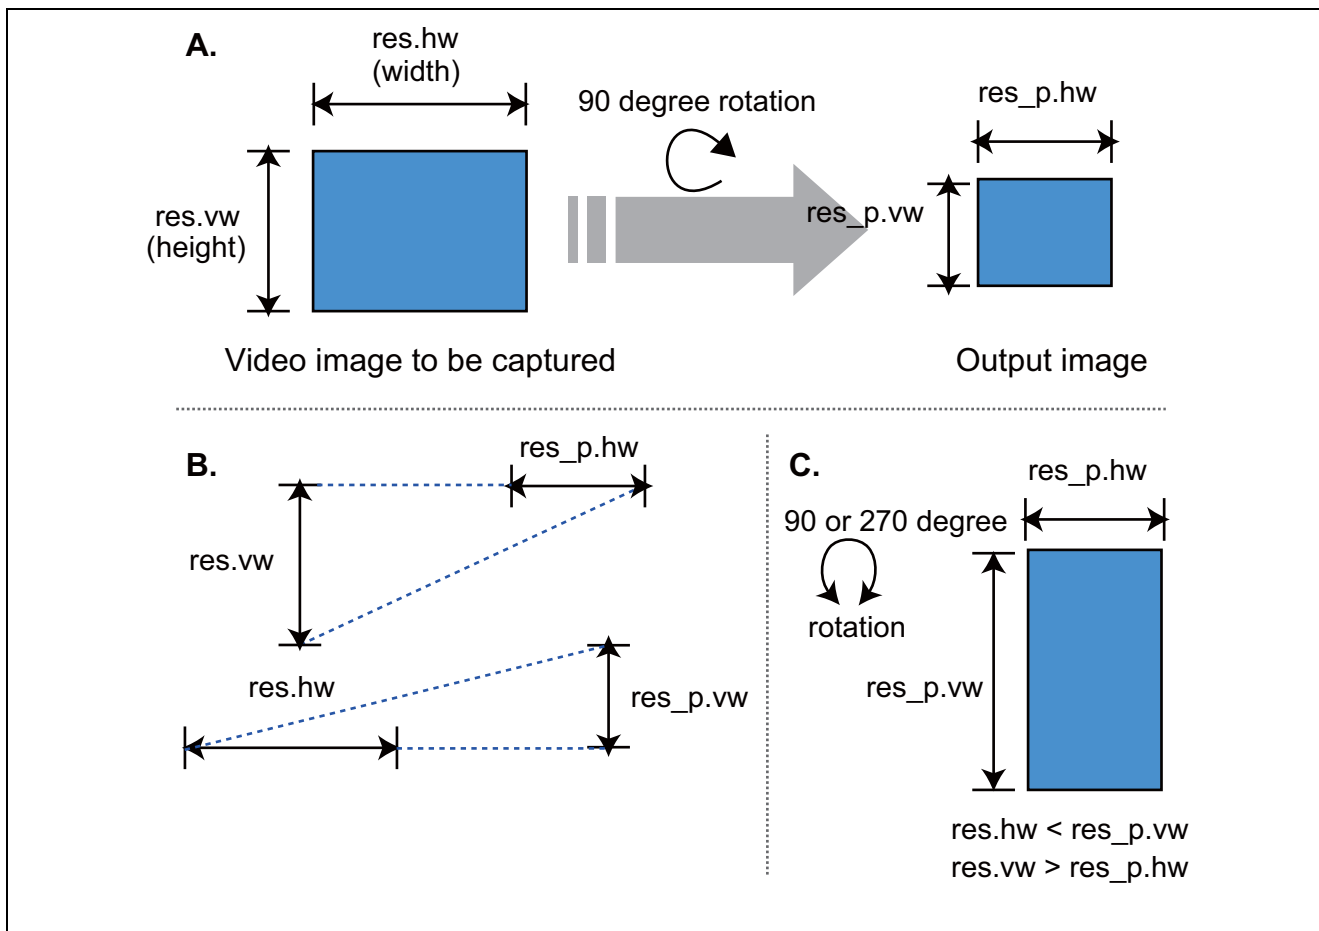 A.
res.hw
(width)
90 degree rotation
res_p.hw
res.vw
(height)
res_p.vw
Video image to be captured
Output image
B.
res_p.hw
res.vw
res.hw
res_p.vw
C.
res_p.hw
90 or 270 degree
rotation
res_p.vw
res.hw < res_p.vw
res.vw > res_p.hw